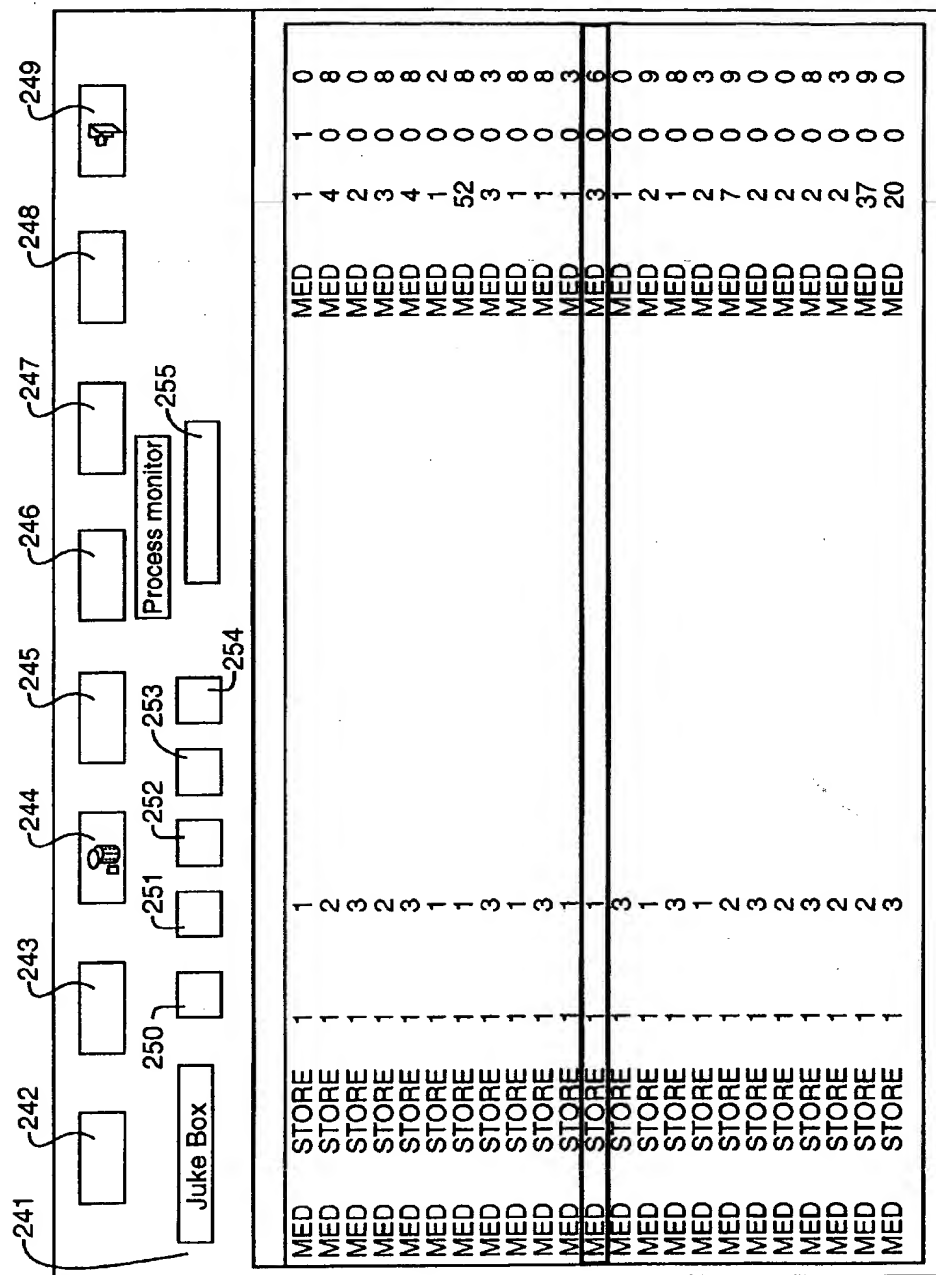 241 242 243 244 245 246 247 248 249
Process monitor
Juke Box 250 251 252 253 254 255
MED STORE 1 1 MED 1 1 0
MED STORE 1 2 MED 4 0 8
MED STORE 1 3 MED 2 0 0
MED STORE 1 2 MED 3 0 8
MED STORE 1 3 MED 4 0 8
MED STORE 1 1 MED 1 0 2
MED STORE 1 1 MED 52 0 8
MED STORE 1 3 MED 3 0 3
MED STORE 1 1 MED 1 0 8
MED STORE 1 3 MED 1 0 8
MED STORE 1 1 MED 1 0 3
MED STORE 1 1 MED 3 0 6
MED STORE 1 3 MED 1 0 0
MED STORE 1 1 MED 2 0 9
MED STORE 1 3 MED 1 0 8
MED STORE 1 1 MED 2 0 3
MED STORE 1 2 MED 7 0 9
MED STORE 1 3 MED 2 0 0
MED STORE 1 2 MED 2 0 0
MED STORE 1 3 MED 2 0 8
MED STORE 1 2 MED 2 0 3
MED STORE 1 2 MED 37 0 9
MED STORE 1 3 MED 20 0 0